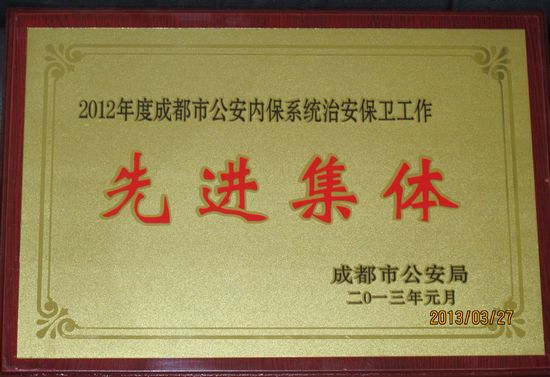 2012年度成都市公安内保系统治安保卫工作
先进集体
成都市公安局
二0一三年元月
2013/03/27